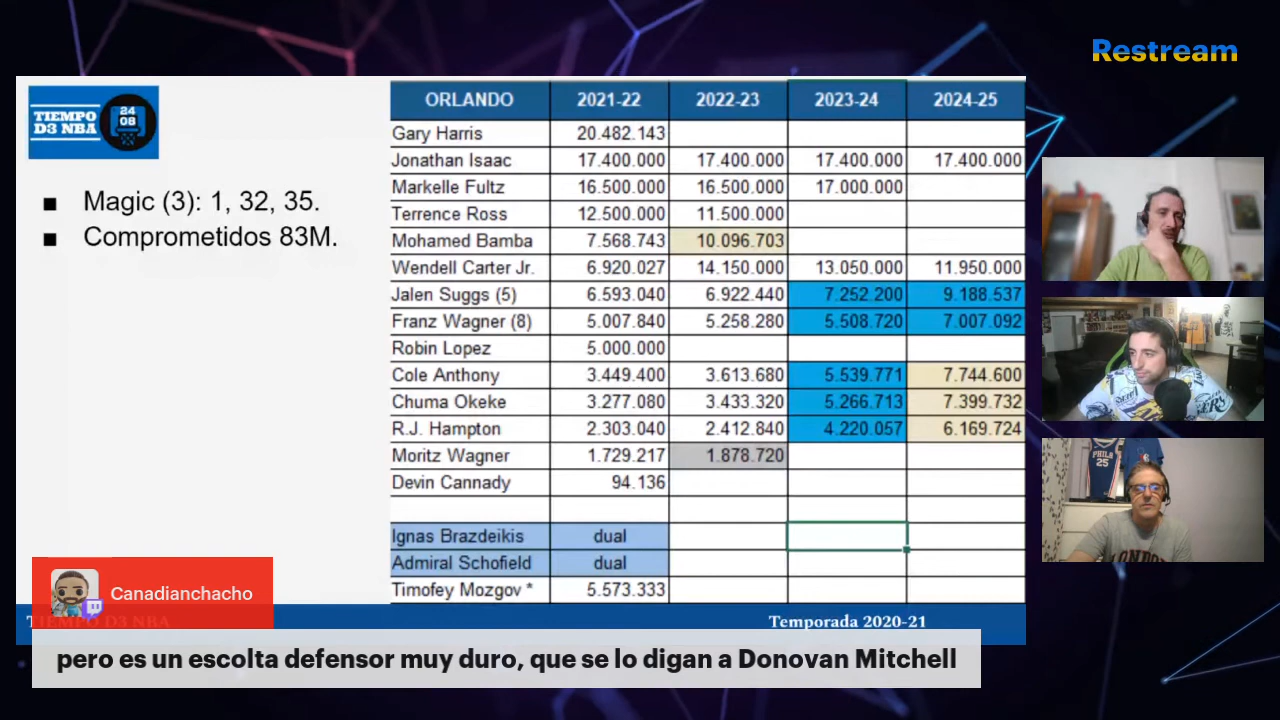 Restream
TIEMPO
D3 NBA
24
08
Magic (3): 1, 32, 35.
Comprometidos 83M.
ORLANDO 2021-22 2022-23 2023-24 2024-25
Gary Harris 20.482.143
Jonathan Isaac 17.400.000 17.400.000 17.400.000 17.400.000
Markelle Fultz 16.500.000 16.500.000 17.000.000
Terrence Ross 12.500.000 11.500.000
Mohamed Bamba 7.568.743 10.096.703
Wendell Carter Jr. 6.920.027 14.150.000 13.050.000 11.950.000
Jalen Suggs (5) 6.593.040 6.922.440 7.252.200 9.188.537
Franz Wagner (8) 5.007.840 5.258.280 5.508.720 7.007.092
Robin Lopez 5.000.000
Cole Anthony 3.449.400 3.613.680 5.539.771 7.744.600
Chuma Okeke 3.277.080 3.433.320 5.266.713 7.399.732
R.J. Hampton 2.303.040 2.412.840 4.220.057 6.169.724
Moritz Wagner 1.729.217 1.878.720
Devin Cannady 94.136
Ignas Brazdeikis dual
Admiral Schofield dual
Timofey Mozgov * 5.573.333
PHILA
25
Canadianchacho
TIEMPO D3 NBA
Temporada 2020-21
pero es un escolta defensor muy duro, que se lo digan a Donovan Mitchell